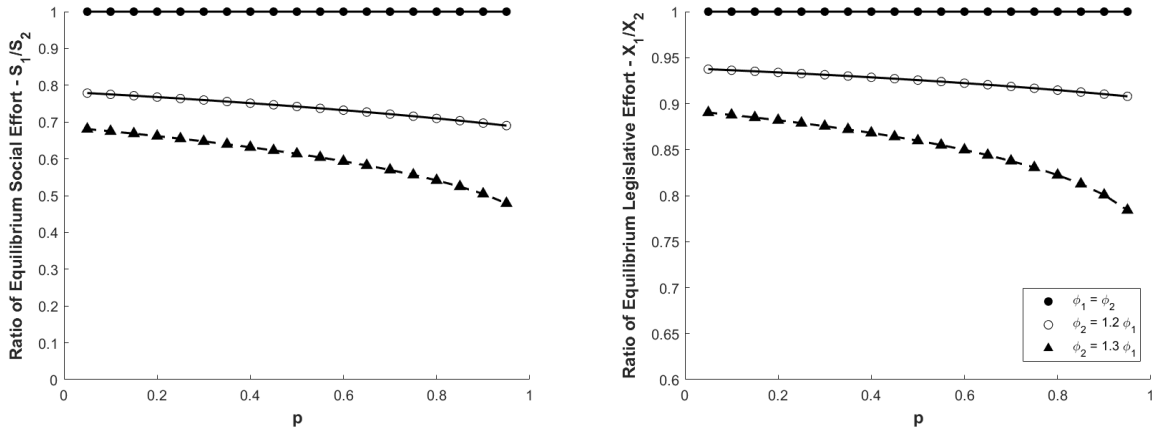 Ratio of Equilibrium Social Effort - S1/S2
1
0.9
0.8
0.7
0.6
0.5
0.4
0.3
0.2
0.1
0
0 0.2 0.4 0.6 0.8 1
p
Ratio of Equilibrium Legislative Effort - X1/X2
1
0.95
0.9
0.85
0.8
0.75
0.7
0.65
0.6
0 0.2 0.4 0.6 0.8 1
p
ϕ1 = ϕ2
ϕ2 = 1.2 ϕ1
ϕ2 = 1.3 ϕ1